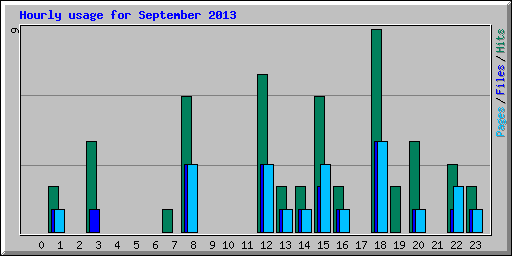 Hourly usage for September 2013
9
Pages/Files/Hits
0 1 2 3 4 5 6 7 8 9 10 11 12 13 14 15 16 17 18 19 20 21 22 23